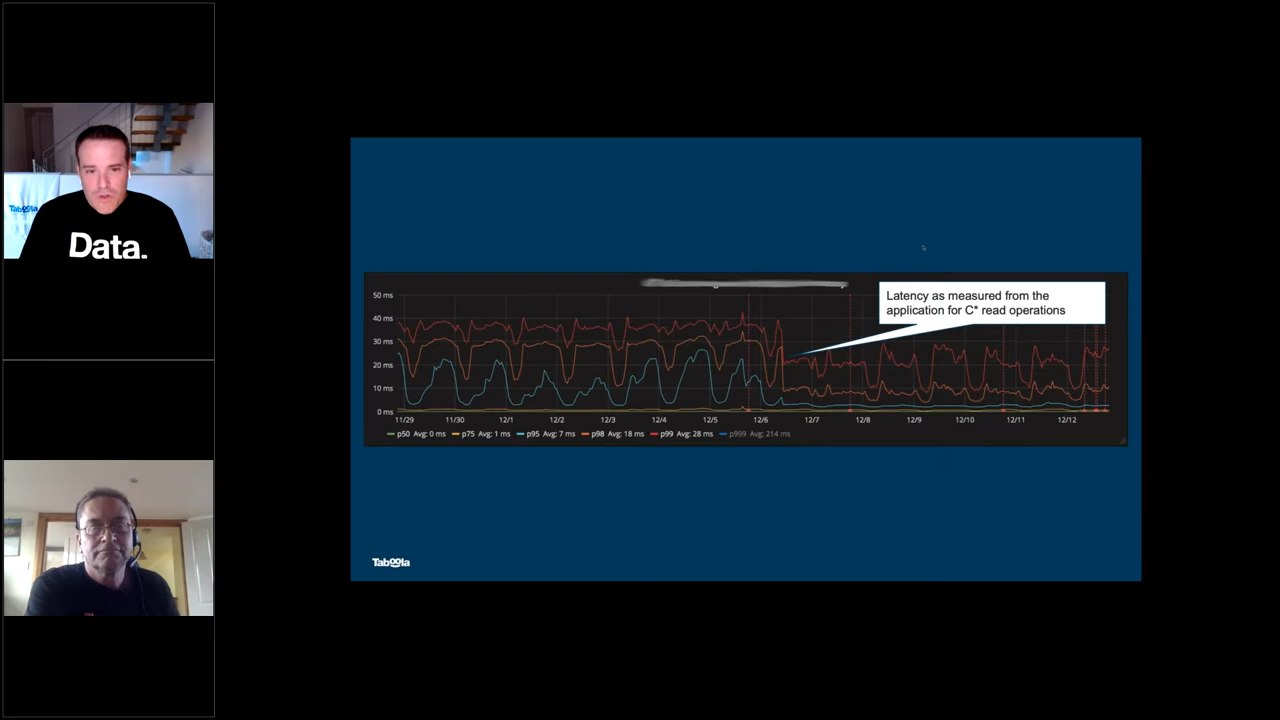 Taboola
Data.
Latency as measured from the
application for C* read operations
50 ms
40 ms
30 ms
20 ms
10 ms
0 ms
11/29 11/30 12/1 12/2 12/3 12/4 12/5 12/6 12/7 12/8 12/9 12/10 12/11 12/12
p50 Avg: 0 ms p75 Avg: 1 ms p95 Avg: 7 ms p98 Avg: 18 ms p99 Avg: 28 ms p999 Avg: 214 ms
Taboola